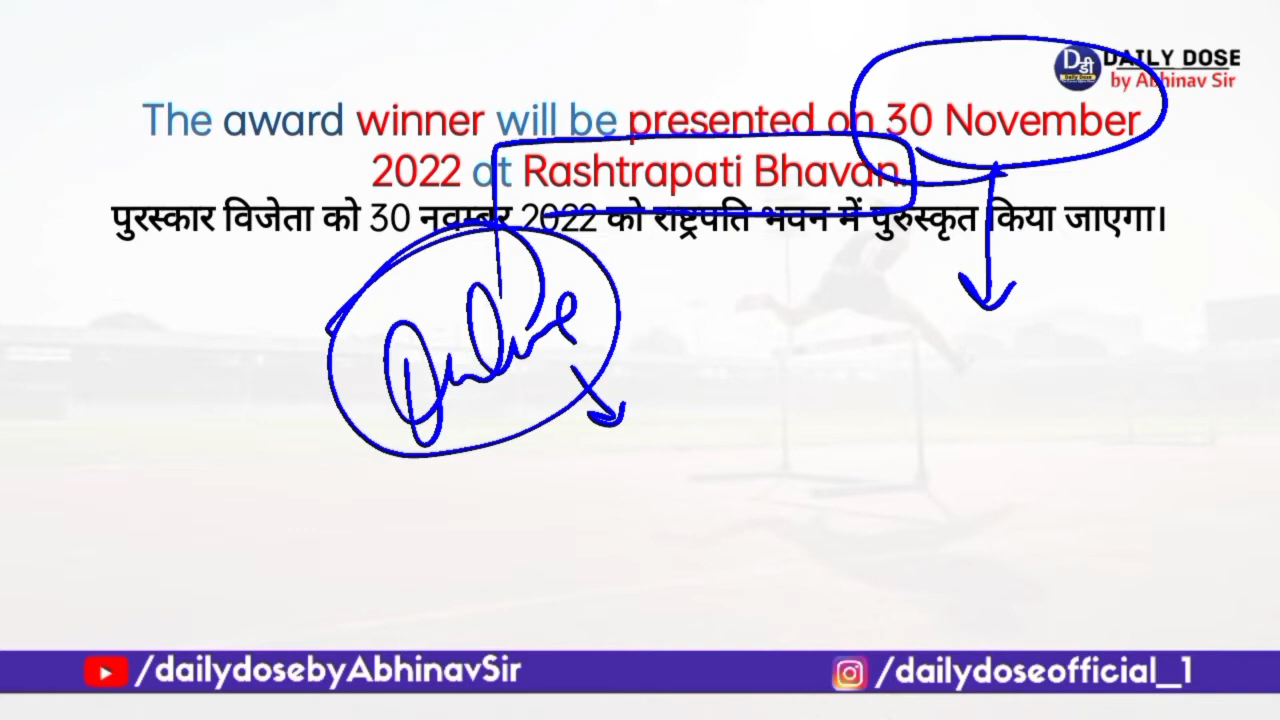 DAILY DOSE
by Abhinav Sir
The award winner will be presented on 30 November
2022 at Rashtrapati Bhavan.
पुरस्कार विजेता को 30 नवम्बर 2022 को राष्ट्रपति भवन में पुरुस्कृत किया जाएगा।
Online
/dailydosebyAbhinavSir
/dailydoseofficial_1